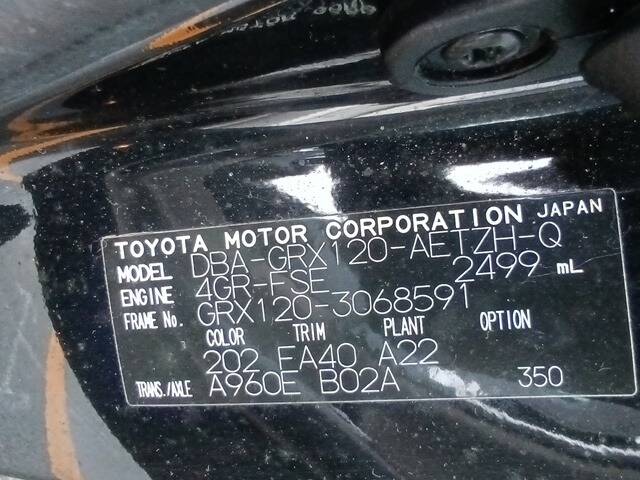 TOYOTA MOTOR CORPORATION JAPAN
MODEL DBA-GRX120-AETZH-Q
ENGINE 4GR-FSE 2499 mL
FRAME No. GRX120-3068591
COLOR TRIM PLANT OPTION
202 FA40 A22
TRANS./AXLE A960E B02A 350